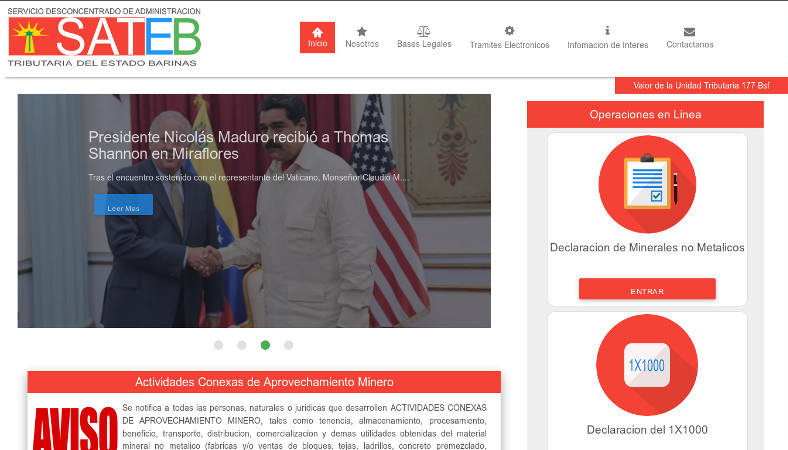 SERVICIO DESCONCENTRADO DE ADMINISTRACION
SATEB
TRIBUTARIA DEL ESTADO BARINAS
Inicio
Nosotros
Bases Legales
Tramites Electronicos
Infomacion de Interes
Contactanos
Valor de la Unidad Tributaria 177 Bsf
Presidente Nicolás Maduro recibió a Thomas
Shannon en Miraflores
Tras el encuentro sostenido con el representante del Vaticano, Monseñor Claudio M....
Leer Mas
Operaciones en Linea
Declaracion de Minerales no Metalicos
ENTRAR
1X1000
Declaracion del 1X1000
Actividades Conexas de Aprovechamiento Minero
AVISO
Se notifica a todas las personas, naturales o juridicas que desarrollen ACTIVIDADES CONEXAS
DE APROVECHAMIENTO MINERO, tales como tenencia, almacenamiento, procesamiento,
beneficio, transporte, distribucion, comercializacion y demas utilidades obtenidas del material
mineral no metalico (fabricas y/o ventas de bloques, tejas, ladrillos, concreto premezclado,